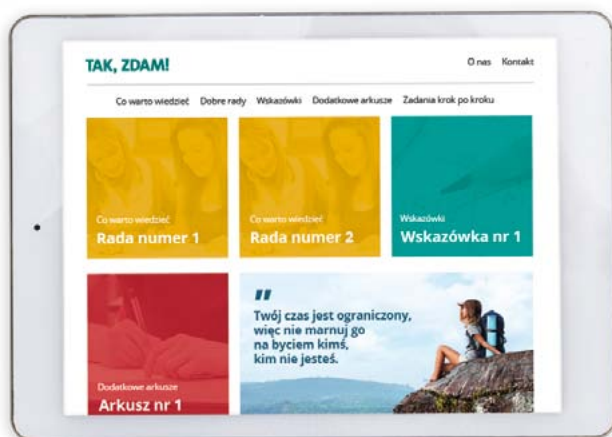 TAK, ZDAM!
O nas Kontakt
Co warto wiedzieć Dobre rady Wskazówki Dodatkowe arkusze Zadania krok po kroku
Co warto wiedzieć
Rada numer 1
Co warto wiedzieć
Rada numer 2
Wskazówki
Wskazówka nr 1
Dodatkowe arkusze
Arkusz nr 1
"
Twój czas jest ograniczony,
więc nie marnuj go
na byciem kimś,
kim nie jesteś.